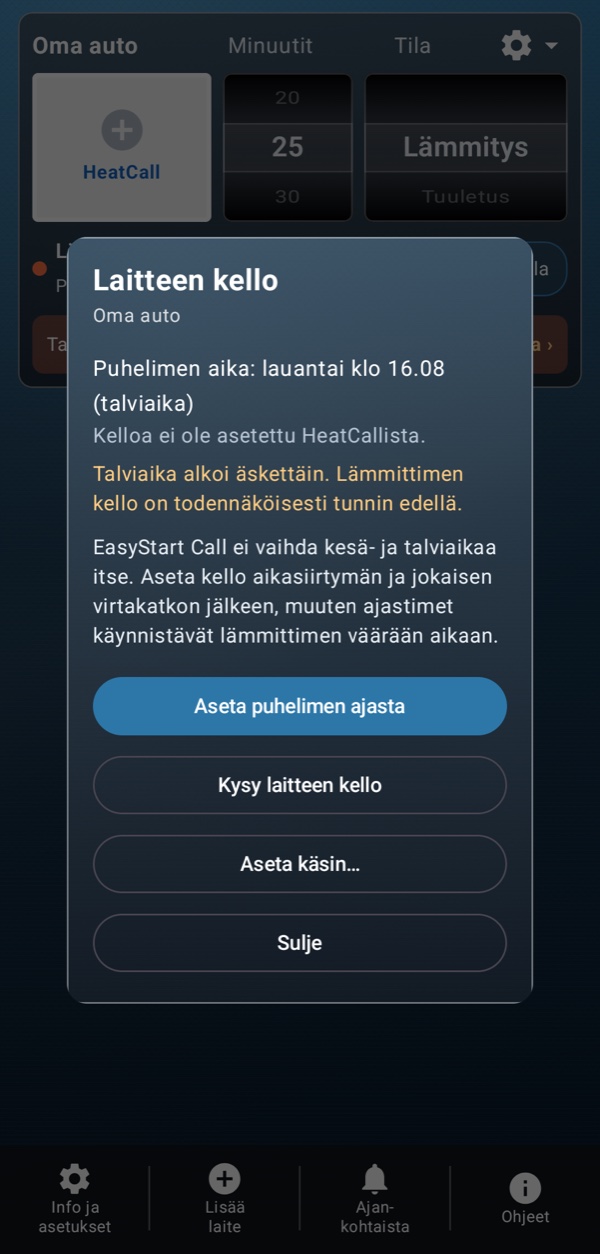 Oma auto
Minuutit
Tila
HeatCall
20
25
30
Lämmitys
Tuuletus
Laitteen kello
Oma auto
Puhelimen aika: lauantai klo 16.08
(talviaika)
Kelloa ei ole asetettu HeatCallista.
Talviaika alkoi äskettäin. Lämmittimen
kello on todennäköisesti tunnin edellä.
EasyStart Call ei vaihda kesä- ja talviaikaa
itse. Aseta kello aikasiirtymän ja jokaisen
virtakatkon jälkeen, muuten ajastimet
käynnistävät lämmittimen väärään aikaan.
Aseta puhelimen ajasta
Kysy laitteen kello
Aseta käsin...
Sulje
Info ja
asetukset
Lisää
laite
Ajan-
kohtaista
Ohjeet